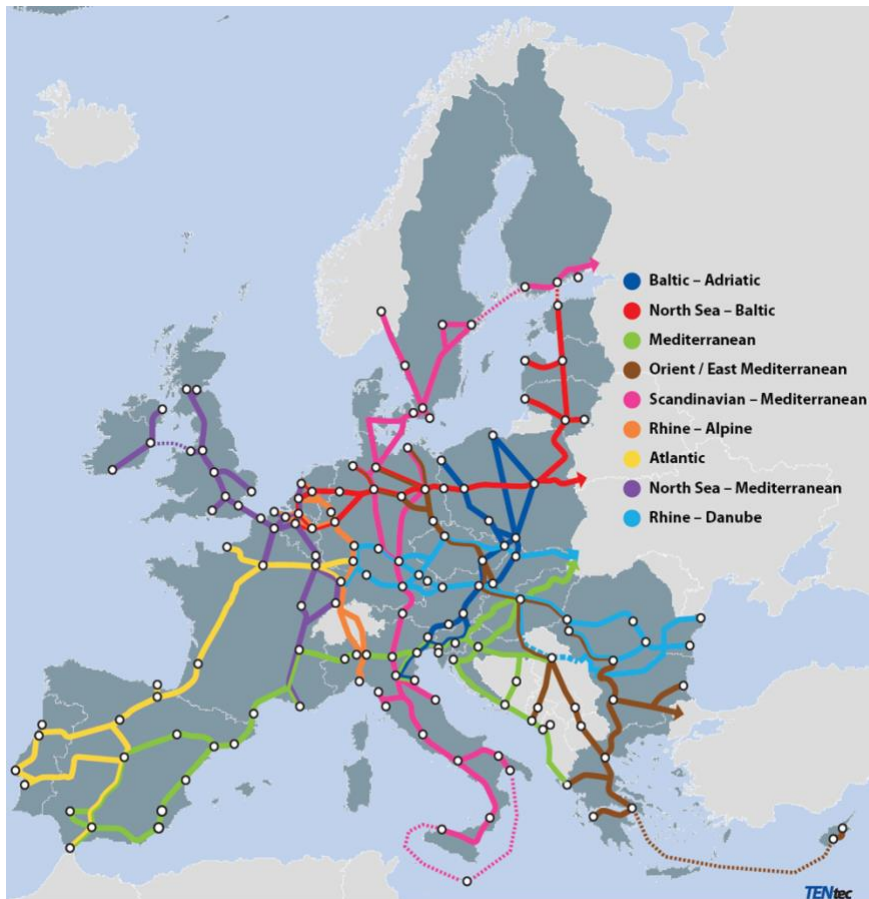 Baltic – Adriatic
North Sea – Baltic
Mediterranean
Orient / East Mediterranean
Scandinavian – Mediterranean
Rhine – Alpine
Atlantic
North Sea – Mediterranean
Rhine – Danube
TENtec